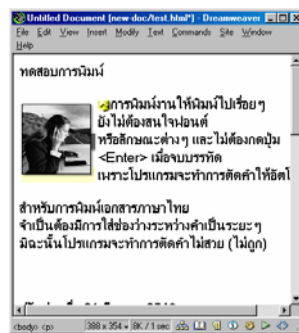 Untitled Document (new-doc/test.html*) - Dreamweaver
File Edit View Insert Modify Text Commands Site Window
Help
ทดสอบการพิมพ์
การพิมพ์งานให้พิมพ์ไปเรื่อยๆ
ยังไม่ต้องสนใจฟอนต์
หรือลักษณะต่างๆ และไม่ต้องกดปุ่ม
<Enter> เมื่อจบบรรทัด
เพราะโปรแกรมจะทำการตัดคำให้อัตโ
สำหรับการพิมพ์เอกสารภาษาไทย
จำเป็นต้องมีการใส่ช่องว่างระหว่างคำเป็นระยะๆ
มิฉะนั้นโปรแกรมจะทำการตัดคำไม่สวย (ไม่ถูก)
<body> <p> 388 x 354 8K / 1 sec